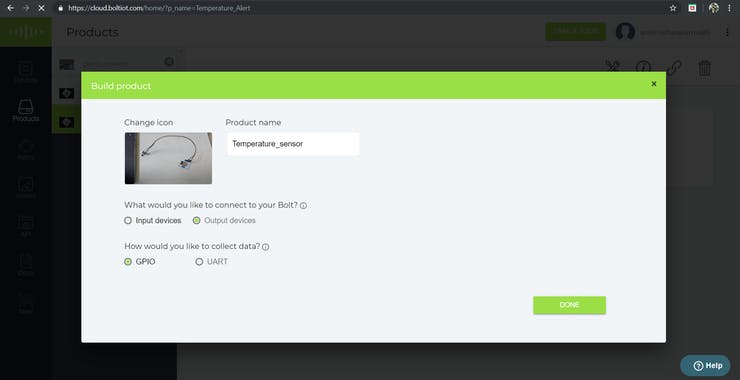 https://cloud.boltiot.com/home/?p_name=Temperature_Alert
Products
Build product
x
Change icon
Product name
Temperature_sensor
What would you like to connect to your Bolt?
Input devices
Output devices
How would you like to collect data?
GPIO
UART
DONE
Products
Help